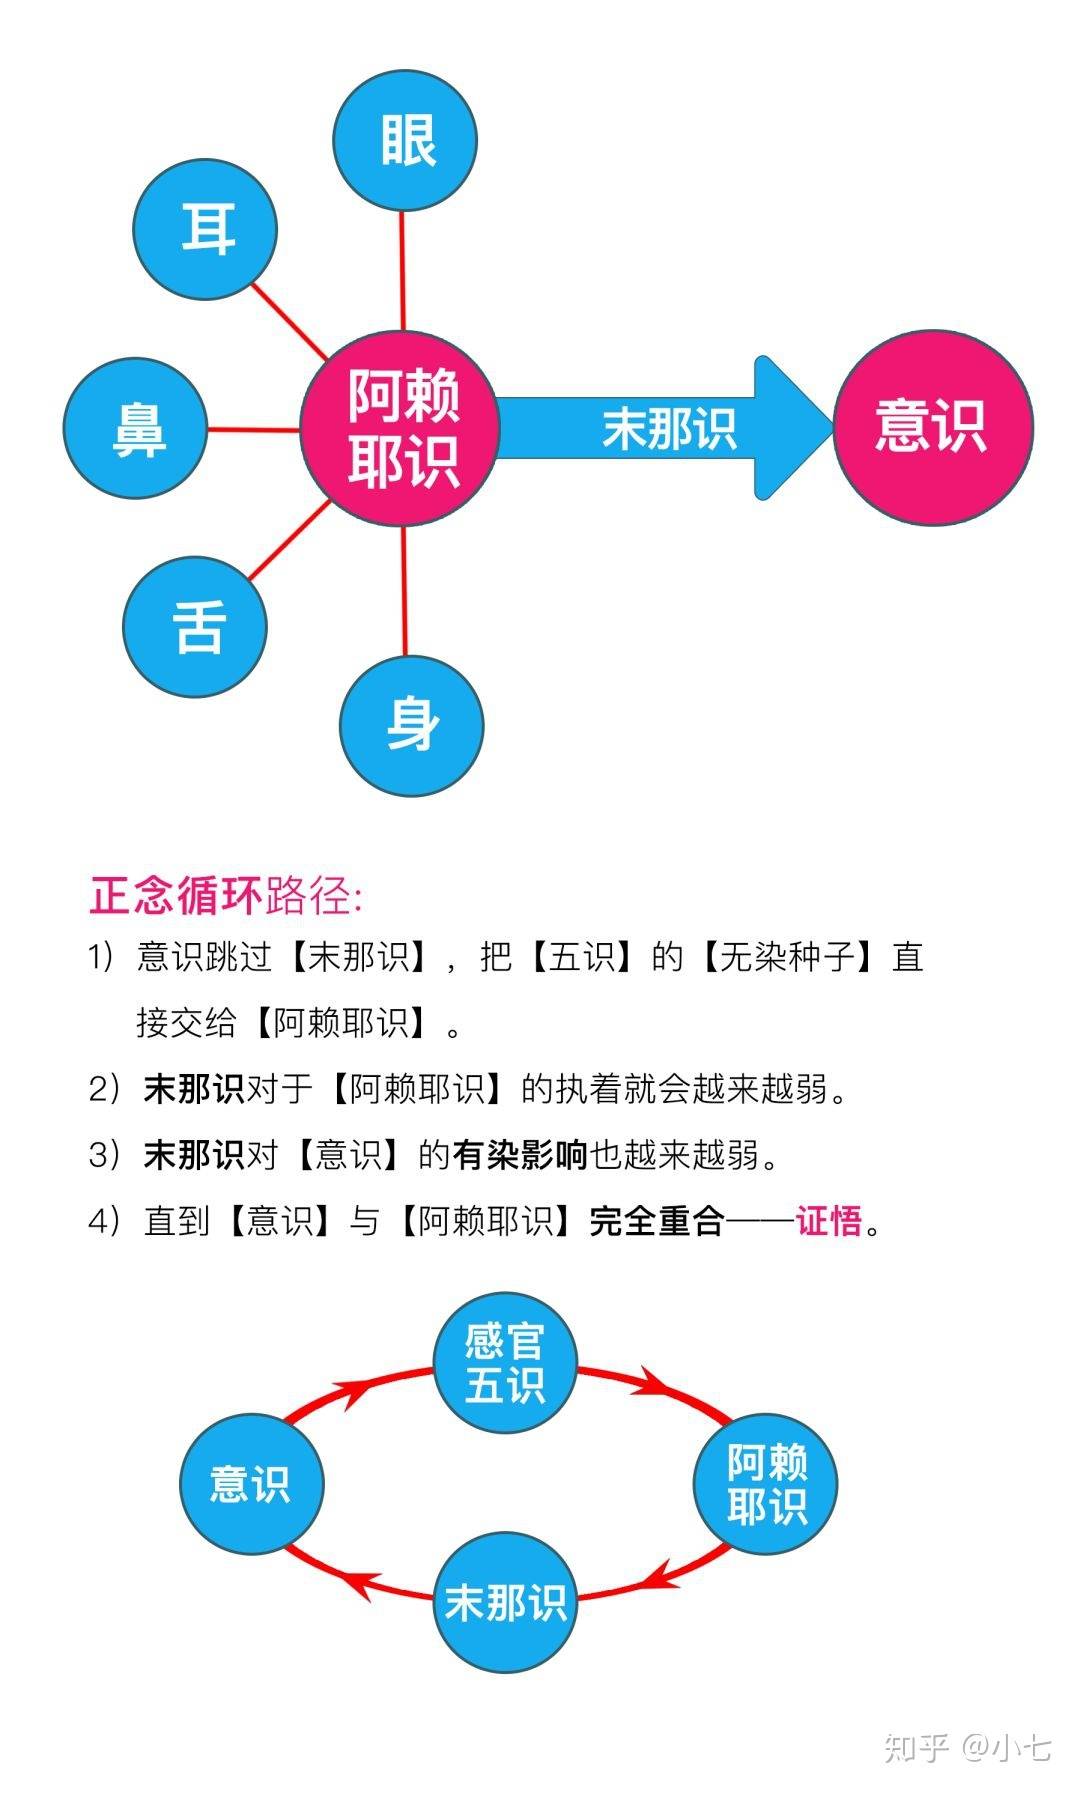 眼
耳
鼻
阿赖
耶识
末那识
意识
舌
身
正念循环路径:
1）意识跳过【末那识】，把【五识】的【无染种子】直
接交给【阿赖耶识】。
2）末那识对于【阿赖耶识】的执着就会越来越弱。
3）末那识对【意识】的有染影响也越来越弱。
4）直到【意识】与【阿赖耶识】完全重合——证悟。
感官
五识
意识
阿赖
耶识
末那识
知乎 @小七